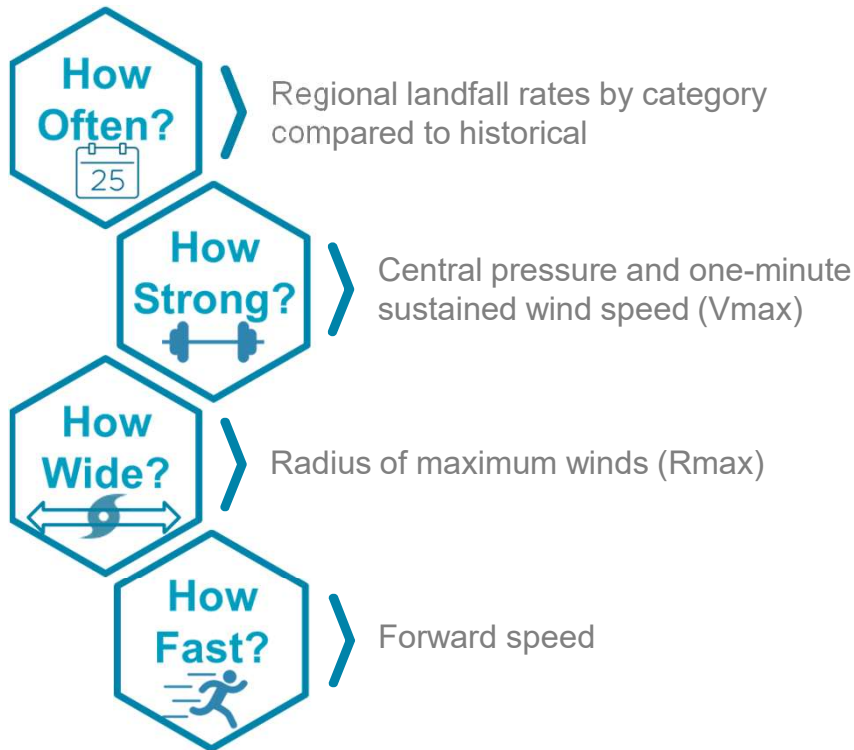 How
Often?
25
Regional landfall rates by category
compared to historical
How
Strong?
Central pressure and one-minute
sustained wind speed (Vmax)
How
Wide?
Radius of maximum winds (Rmax)
How
Fast?
Forward speed